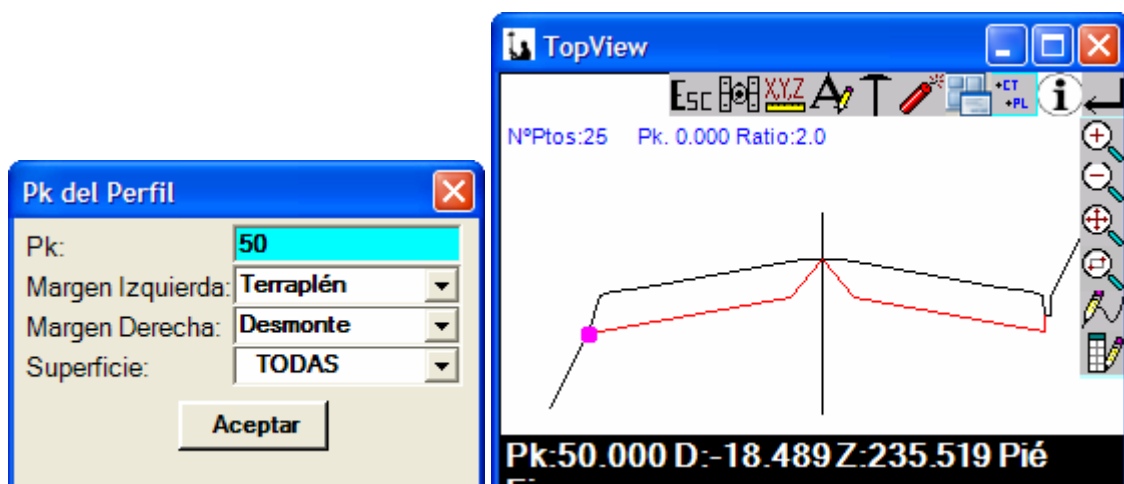 Pk del Perfil
Pk: 50
Margen Izquierda: Terraplén
Margen Derecha: Desmonte
Superficie: TODAS
Aceptar
TopView
Esc X,Y,Z +CT +PL
NºPtos:25 Pk. 0.000 Ratio:2.0
Pk:50.000 D:-18.489 Z:235.519 Pié